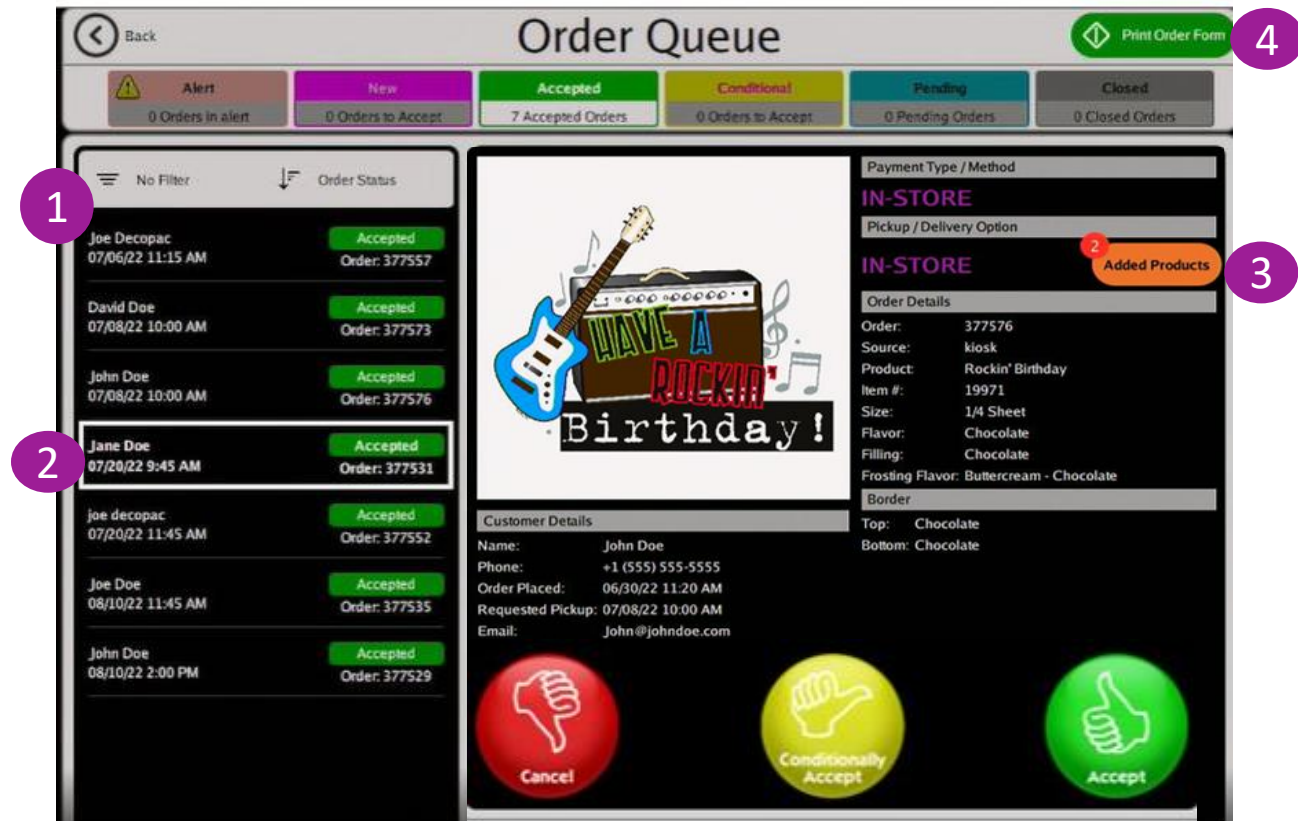 Back
Order Queue
Print Order Form
4
Alert
0 Orders in alert
New
0 Orders to Accept
Accepted
7 Accepted Orders
Conditional
0 Orders to Accept
Pending
0 Pending Orders
Closed
0 Closed Orders
1
No Filter
Order Status
Joe Decopac
Accepted
07/06/22 11:15 AM
Order: 377557
David Doe
Accepted
07/08/22 10:00 AM
Order: 377573
John Doe
Accepted
07/08/22 10:00 AM
Order: 377576
2
Jane Doe
Accepted
07/20/22 9:45 AM
Order: 377531
joe decopac
Accepted
07/20/22 11:45 AM
Order: 377552
Joe Doe
Accepted
08/10/22 11:45 AM
Order: 377535
John Doe
Accepted
08/10/22 2:00 PM
Order: 377529
HAVE A
ROCKIN'
Birthday!
Payment Type / Method
IN-STORE
Pickup / Delivery Option
IN-STORE
2
Added Products
3
Order Details
Order: 377576
Source: kiosk
Product: Rockin' Birthday
Item #: 19971
Size: 1/4 Sheet
Flavor: Chocolate
Filling: Chocolate
Frosting Flavor: Buttercream - Chocolate
Border
Top: Chocolate
Bottom: Chocolate
Customer Details
Name: John Doe
Phone: +1 (555) 555-5555
Order Placed: 06/30/22 11:20 AM
Requested Pickup: 07/08/22 10:00 AM
Email: John@johndoe.com
Cancel
Conditionally
Accept
Accept